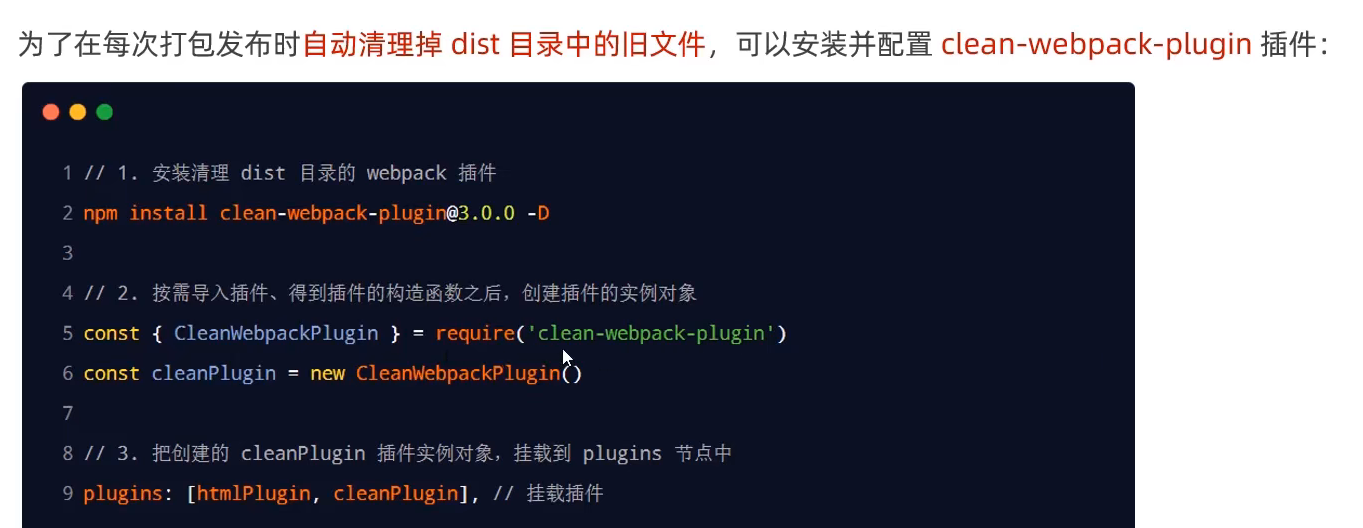 为了在每次打包发布时自动清理掉 dist 目录中的旧文件，可以安装并配置 clean-webpack-plugin 插件：
1 // 1. 安装清理 dist 目录的 webpack 插件
2 npm install clean-webpack-plugin@3.0.0 -D
3
4 // 2. 按需导入插件、得到插件的构造函数之后，创建插件的实例对象
5 const { CleanWebpackPlugin } = require('clean-webpack-plugin')
6 const cleanPlugin = new CleanWebpackPlugin()
7
8 // 3. 把创建的 cleanPlugin 插件实例对象，挂载到 plugins 节点中
9 plugins: [htmlPlugin, cleanPlugin], // 挂载插件